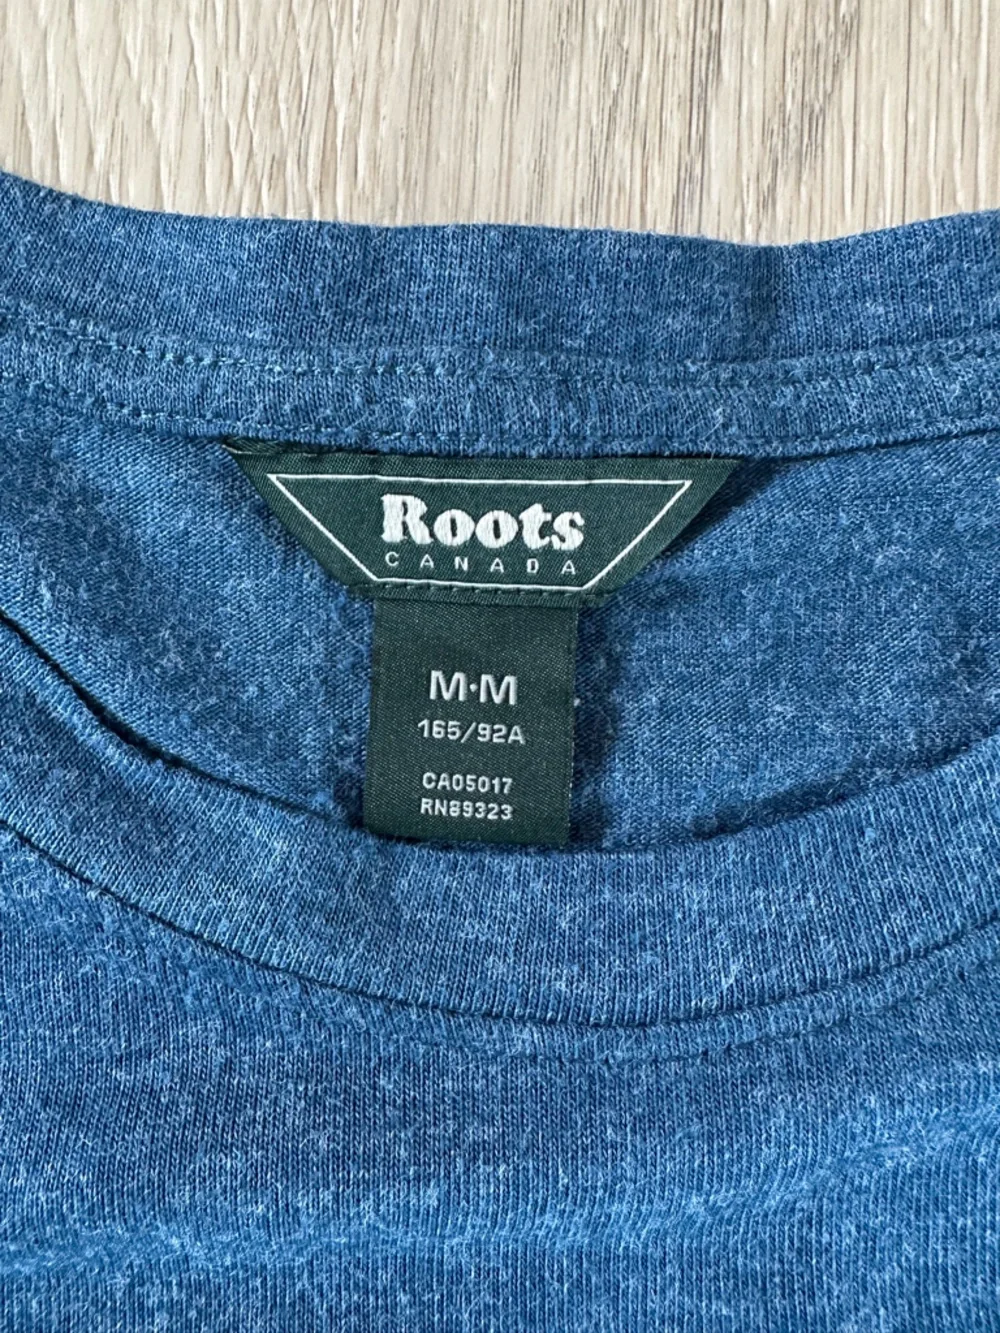 Roots
CANADA
M·M
165/92A
CA05017
RN89323